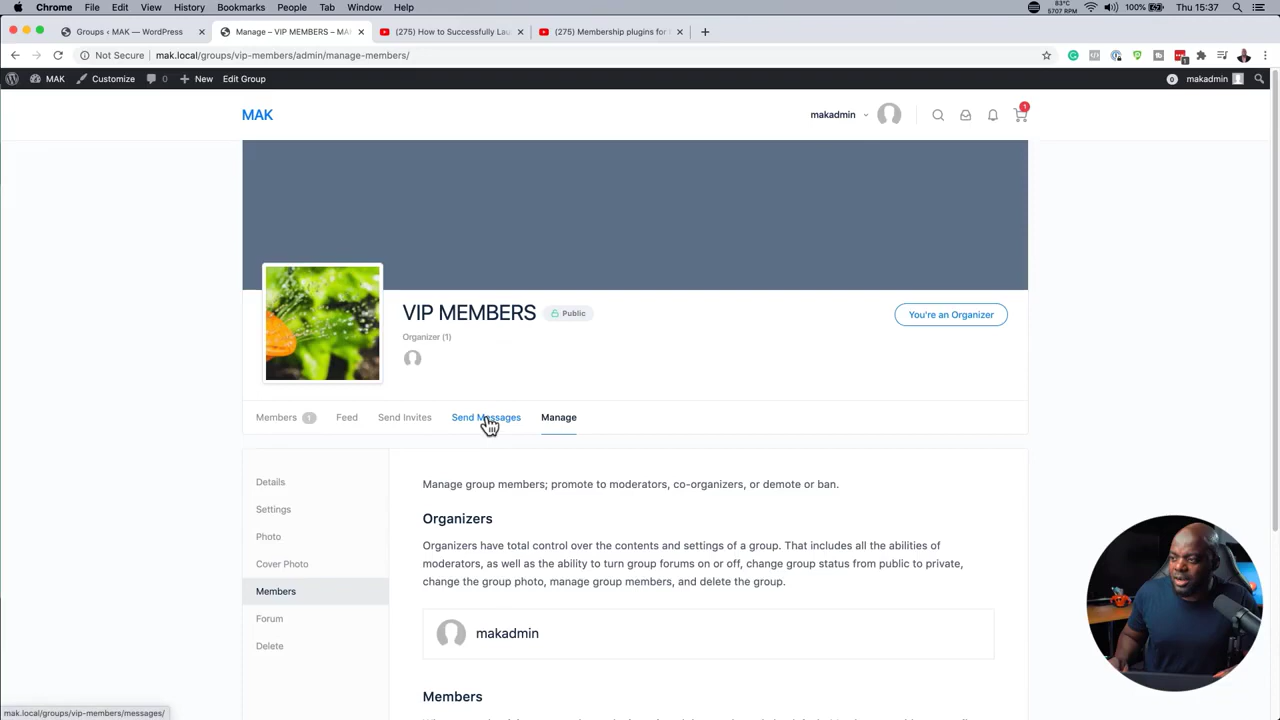 Chrome File Edit View History Bookmarks People Tab Window Help
83°C
5707 RPM
100%
Thu 15:37
Groups ‹ MAK — WordPress
Manage – VIP MEMBERS – MA
(275) How to Successfully Lau
(275) Membership plugins for
Not Secure mak.local/groups/vip-members/admin/manage-members/
1
MAK Customize 0 New Edit Group
0 makadmin
MAK
makadmin
1
VIP MEMBERS Public
You're an Organizer
Organizer (1)
Members 1 Feed Send Invites Send Messages Manage
Details
Settings
Photo
Cover Photo
Members
Forum
Delete
Manage group members; promote to moderators, co-organizers, or demote or ban.
Organizers
Organizers have total control over the contents and settings of a group. That includes all the abilities of
moderators, as well as the ability to turn group forums on or off, change group status from public to private,
change the group photo, manage group members, and delete the group.
makadmin
Members
mak.local/groups/vip-members/messages/